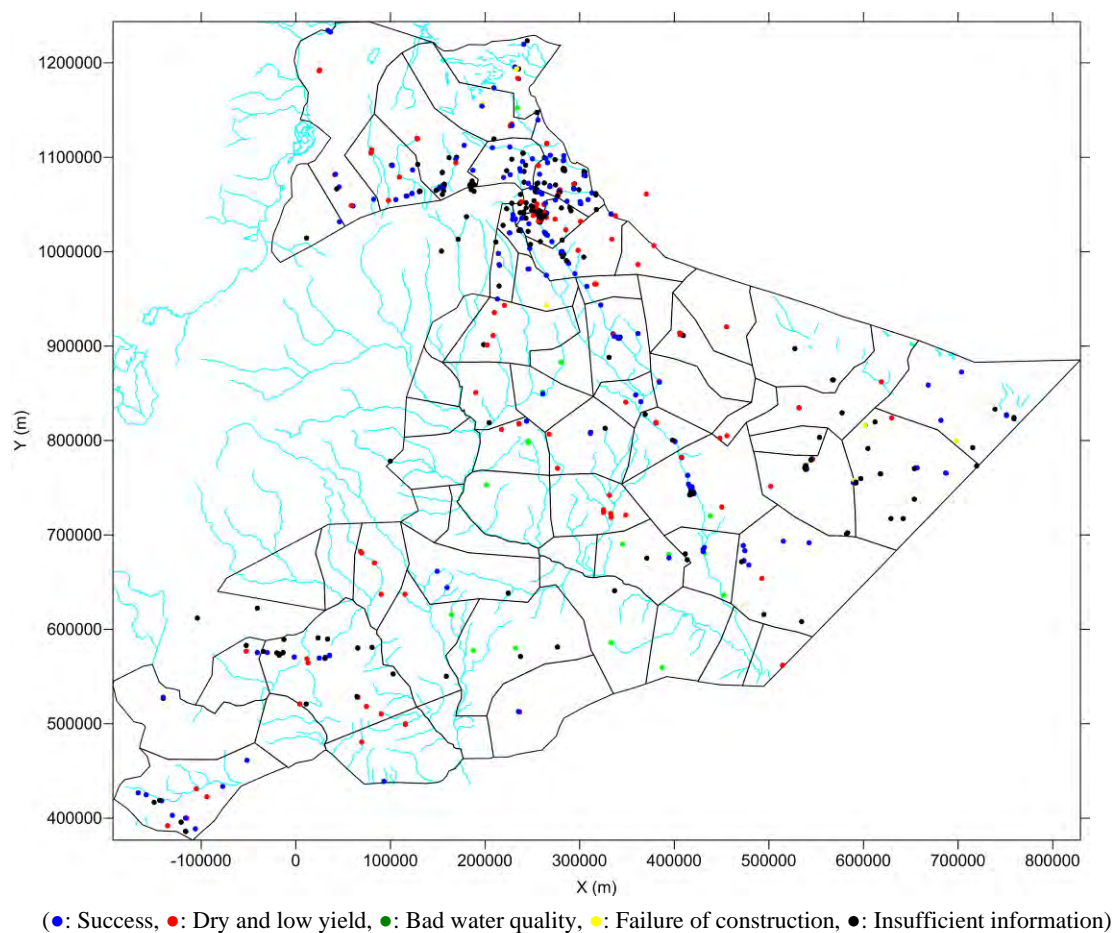 1200000
1100000
1000000
900000
800000
700000
600000
500000
400000
Y (m)
-100000 0 100000 200000 300000 400000 500000 600000 700000 800000
X (m)
(●: Success, ●: Dry and low yield, ●: Bad water quality, ●: Failure of construction, ●: Insufficient information)